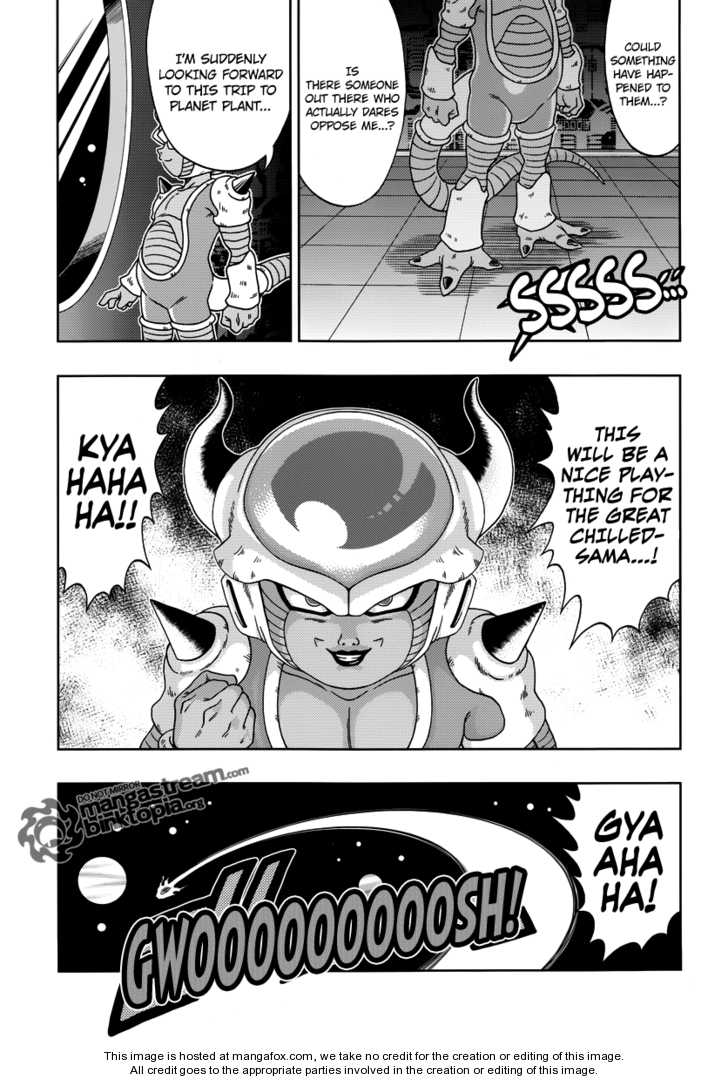 COULD
SOMETHING
HAVE HAP-
PENED TO
THEM...?
IS
THERE SOMEONE
OUT THERE WHO
ACTUALLY DARES
OPPOSE ME...?
SSSSS...
I'M SUDDENLY
LOOKING FORWARD
TO THIS TRIP TO
PLANET PLANT...
THIS
WILL BE A
NICE PLAY-
THING FOR
THE GREAT
CHILLED-
SAMA...!
KYA
HAHA
HA!!
GYA
AHA
HA!
GWOOOOOOOOOOSH!
DO NOT MIRROR
mangastream.com
binktopia.org
This image is hosted at mangafox.com, we take no credit for the creation or editing of this image.
All credit goes to the appropriate parties involved in the creation or editing of this image.